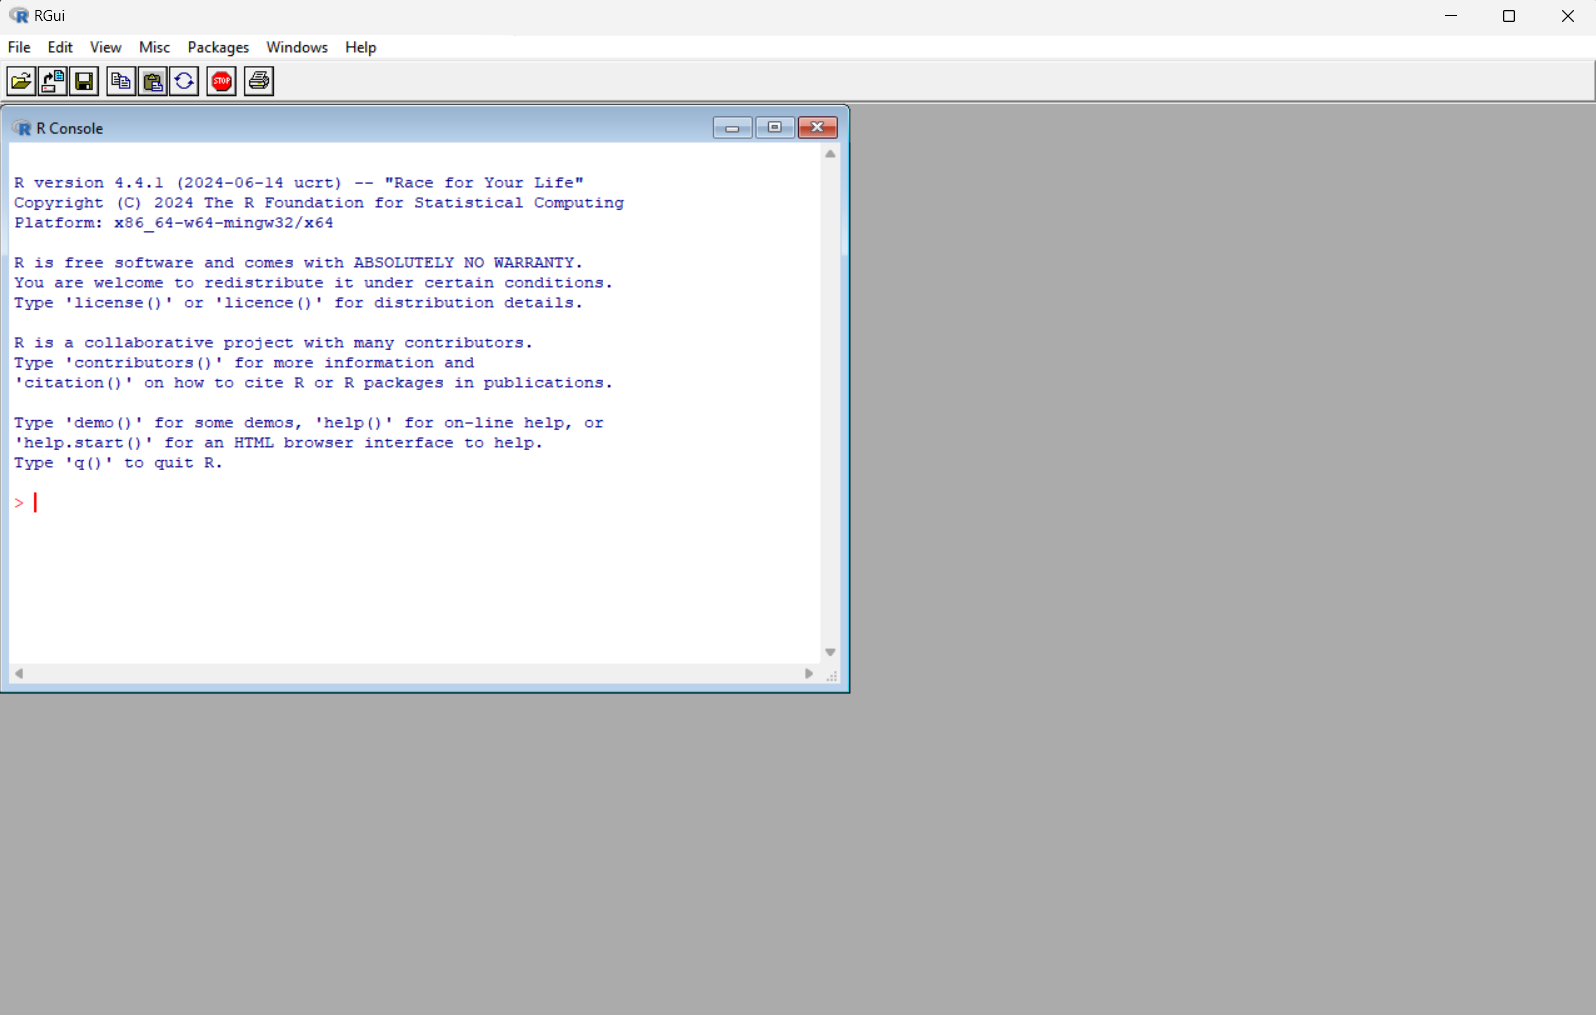 RGui
File Edit View Misc Packages Windows Help
STOP
R Console
R version 4.4.1 (2024-06-14 ucrt) -- "Race for Your Life"
Copyright (C) 2024 The R Foundation for Statistical Computing
Platform: x86_64-w64-mingw32/x64
R is free software and comes with ABSOLUTELY NO WARRANTY.
You are welcome to redistribute it under certain conditions.
Type 'license()' or 'licence()' for distribution details.
R is a collaborative project with many contributors.
Type 'contributors()' for more information and
'citation()' on how to cite R or R packages in publications.
Type 'demo()' for some demos, 'help()' for on-line help, or
'help.start()' for an HTML browser interface to help.
Type 'q()' to quit R.
>